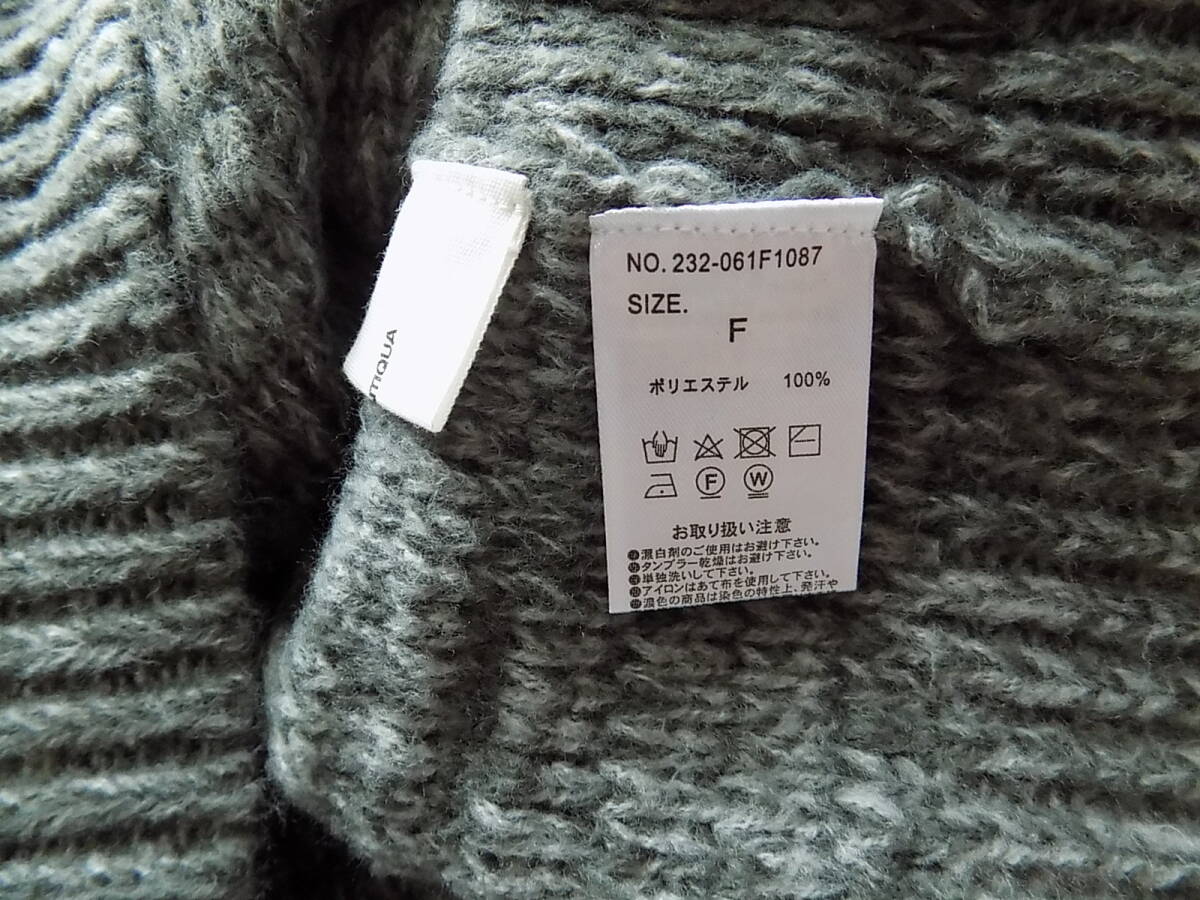 TIQUA
NO. 232-061F1087
SIZE.
F
ポリエステル 100%
F W
お取り扱い注意
●漂白剤のご使用はお避け下さい。
●タンブラー乾燥はお避け下さい。
●単独洗いして下さい。
●アイロンはあて布を使用して下さい。
●濃色の商品は染色の特性上、発汗や